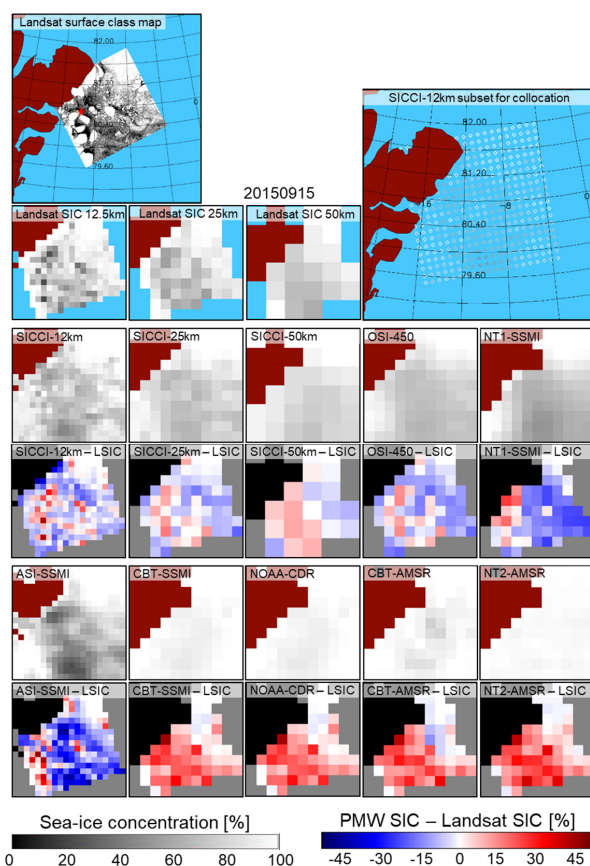 Landsat surface class map
82.00
81.20
0
79.60
SICCI-12km subset for collocation
82.00
81.20
-16
-8
0
80.40
79.60
20150915
Landsat SIC 12.5km
Landsat SIC 25km
Landsat SIC 50km
SICCI-12km
SICCI-25km
SICCI-50km
OSI-450
NT1-SSMI
SICCI-12km – LSIC
SICCI-25km – LSIC
SICCI-50km – LSIC
OSI-450 – LSIC
NT1-SSMI – LSIC
ASI-SSMI
CBT-SSMI
NOAA-CDR
CBT-AMSR
NT2-AMSR
ASI-SSMI – LSIC
CBT-SSMI – LSIC
NOAA-CDR – LSIC
CBT-AMSR – LSIC
NT2-AMSR – LSIC
Sea-ice concentration [%]
0 20 40 60 80 100
PMW SIC – Landsat SIC [%]
-45 -30 -15 0 15 30 45